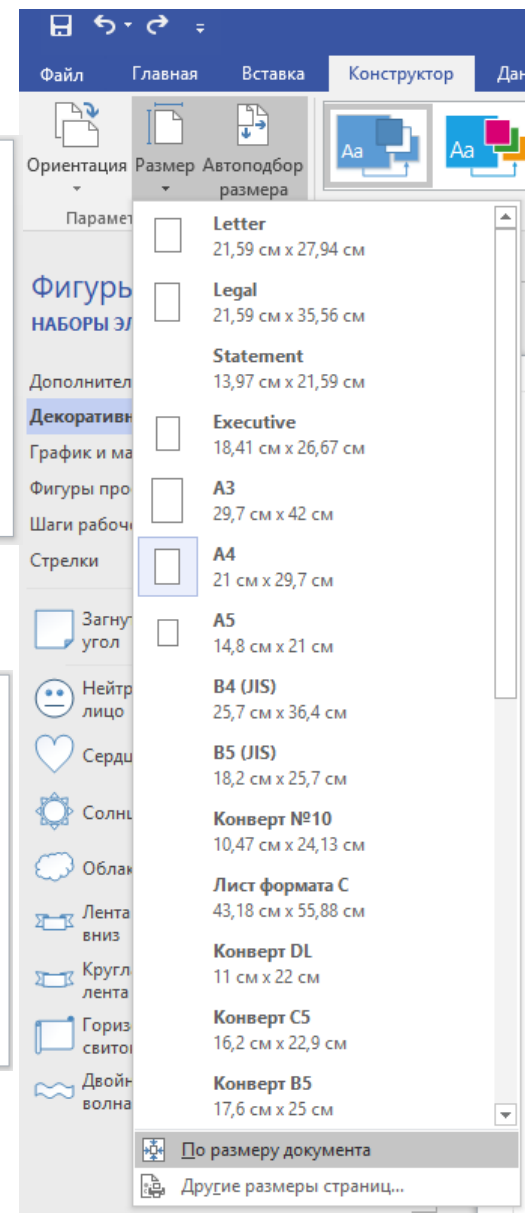 Файл Главная Вставка Конструктор Дан
Aa Aa
Ориентация Размер Автоподбор
размера
Парамет
Letter
21,59 см x 27,94 см
Фигуры
Legal
21,59 см x 35,56 см
НАБОРЫ ЭЛ
Statement
13,97 см x 21,59 см
Дополнител
Декоративн
Executive
18,41 см x 26,67 см
График и ма
Фигуры про
A3
29,7 см x 42 см
Шаги рабоч
Стрелки
A4
21 см x 29,7 см
Загну
угол
A5
14,8 см x 21 см
Нейтр
лицо
B4 (JIS)
25,7 см x 36,4 см
Сердц
B5 (JIS)
18,2 см x 25,7 см
Солн
Конверт №10
10,47 см x 24,13 см
Облак
Лист формата C
43,18 см x 55,88 см
Лента
вниз
Конверт DL
11 см x 22 см
Кругл
лента
Конверт C5
16,2 см x 22,9 см
Гориз
свито
Конверт B5
17,6 см x 25 см
Двойн
волна
По размеру документа
Другие размеры страниц...